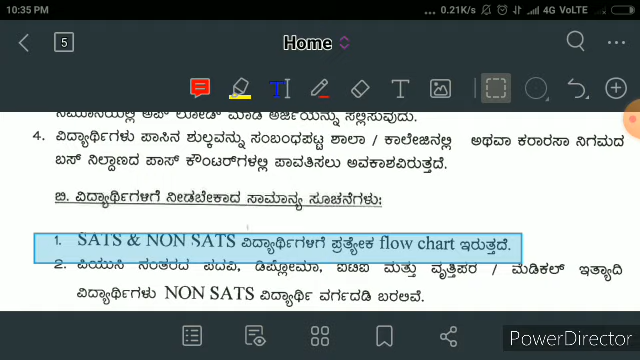 10:35 PM
... 0.21K/s 4G VoLTE
5 Home
T T
ನಿಮಾನಿಯಲ್ಲಿ ಅಪ್ ಲೋಡ್ ಮಾಡಿ ಅರ್ಜಿಯನ್ನು ಸಲ್ಲಿಸುವುದು.
4. ವಿದ್ಯಾರ್ಥಿಗಳು ಪಾಸಿನ ಶುಲ್ಕವನ್ನು ಸಂಬಂಧಪಟ್ಟ ಶಾಲಾ / ಕಾಲೇಜಿನಲ್ಲಿ ಅಥವಾ ಕರಾರಸಾ ನಿಗಮದ
ಬಸ್ ನಿಲ್ದಾಣದ ಪಾಸ್ ಕೌಂಟರ್‌ಗಳಲ್ಲಿ ಪಾವತಿಸಲು ಅವಕಾಶವಿರುತ್ತದೆ.
ಬಿ. ವಿದ್ಯಾರ್ಥಿಗಳಿಗೆ ನೀಡಬೇಕಾದ ಸಾಮಾನ್ಯ ಸೂಚನೆಗಳು:
1. SATS & NON SATS ವಿದ್ಯಾರ್ಥಿಗಳಿಗೆ ಪ್ರತ್ಯೇಕ flow chart ಇರುತ್ತದೆ.
2. ಪಿಯುಸಿ ನಂತರದ ಪದವಿ, ಡಿಪ್ಲೋಮಾ, ಐಟಿಐ ಮತ್ತು ವೃತ್ತಿಪರ / ಮೆಡಿಕಲ್ ಇತ್ಯಾದಿ
ವಿದ್ಯಾರ್ಥಿಗಳು NON SATS ವಿದ್ಯಾರ್ಥಿ ವರ್ಗದಡಿ ಬರಲಿವೆ.
PowerDirector